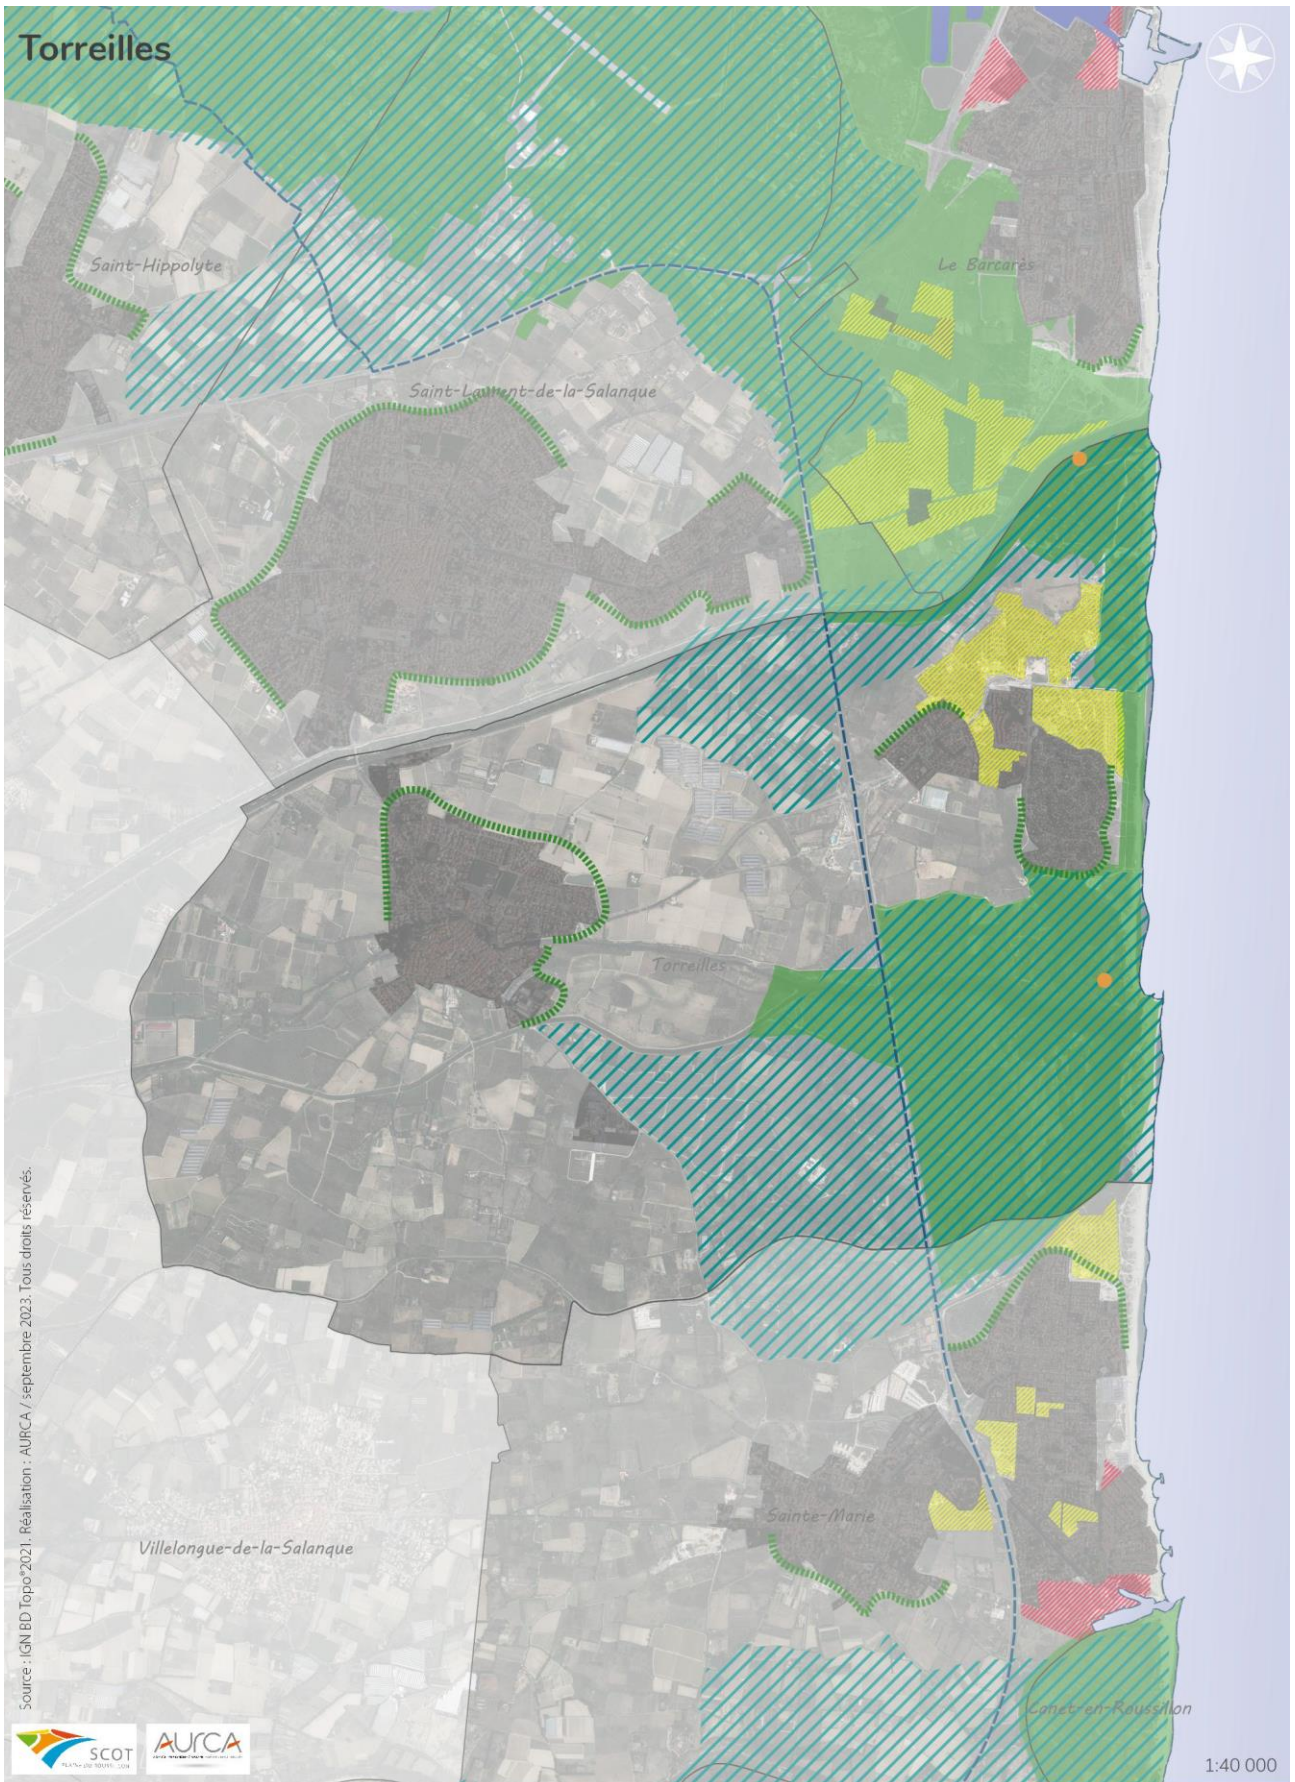 Torreilles
Saint-Hippolyte
Le Barcarès
Saint-Laurent-de-la-Salanque
Torreilles
Sainte-Marie
Villelongue-de-la-Salanque
Canet-en-Roussillon
Source : IGN BD Topo®2021. Réalisation : AURCA / septembre 2023. Tous droits réservés.
SCOT
AURCA
1:40 000